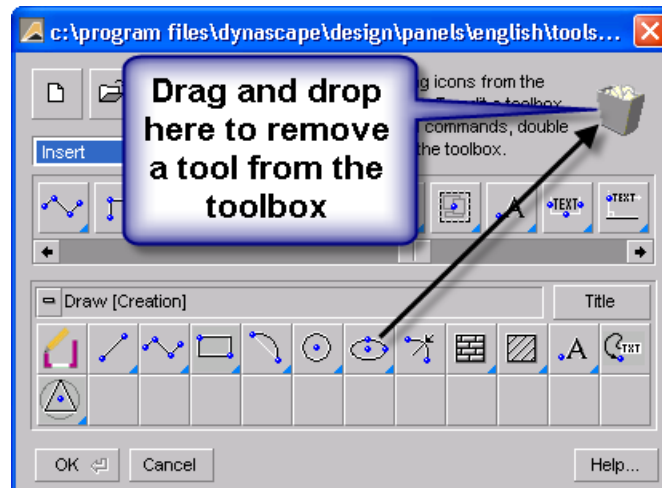 c:\program files\dynascape\design\panels\english\tools...
Drag and drop
here to remove
a tool from the
toolbox
icons from the
commands, double
the toolbox.
Insert
A
TEXT
TEXT
Draw [Creation]
Title
A
TXT
OK
Cancel
Help...